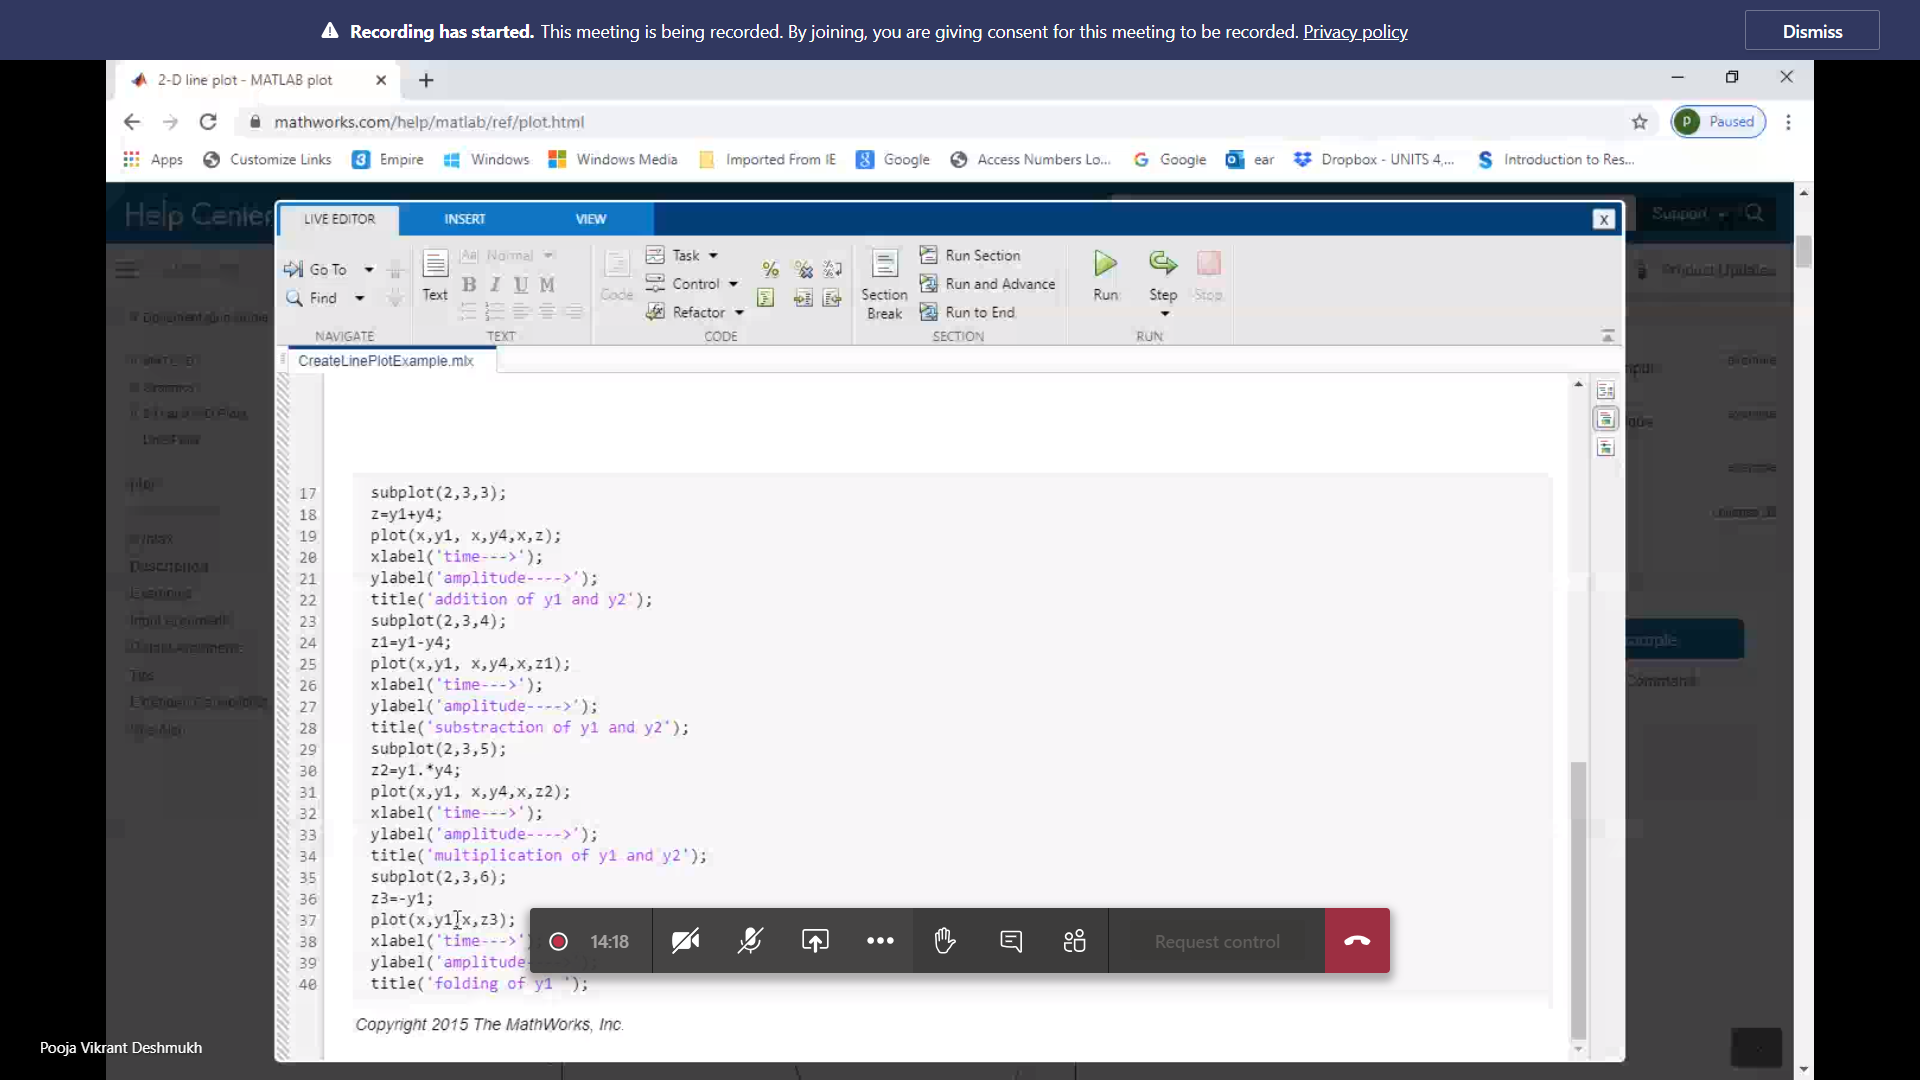 Recording has started. This meeting is being recorded. By joining, you are giving consent for this meeting to be recorded. Privacy policy
Dismiss
2-D line plot - MATLAB plot
mathworks.com/help/matlab/ref/plot.html
P Paused
Apps Customize Links Empire Windows Windows Media Imported From IE Google Access Numbers Lo... Google ear Dropbox - UNITS 4,... Introduction to Res...
Help Center
Support
LIVE EDITOR INSERT VIEW
X
Product Updates
Go To
Find
NAVIGATE
Text
Aa Normal
B I U M
TEXT
Code
Task
Control
Refactor
CODE
Section Break
Run Section
Run and Advance
Run to End
SECTION
Run
Step
Stop
RUN
CreateLinePlotExample.mlx
17 subplot(2,3,3);
18 z=y1+y4;
19 plot(x,y1, x,y4,x,z);
20 xlabel('time--->');
21 ylabel('amplitude---->');
22 title('addition of y1 and y2');
23 subplot(2,3,4);
24 z1=y1-y4;
25 plot(x,y1, x,y4,x,z1);
26 xlabel('time--->');
27 ylabel('amplitude---->');
28 title('substraction of y1 and y2');
29 subplot(2,3,5);
30 z2=y1.*y4;
31 plot(x,y1, x,y4,x,z2);
32 xlabel('time--->');
33 ylabel('amplitude---->');
34 title('multiplication of y1 and y2');
35 subplot(2,3,6);
36 z3=-y1;
37 plot(x,y1,x,z3);
38 xlabel('time--->'
39 ylabel('amplitude-
40 title('folding of y1 ');
Copyright 2015 The MathWorks, Inc.
Description
14:18
Request control
Pooja Vikrant Deshmukh